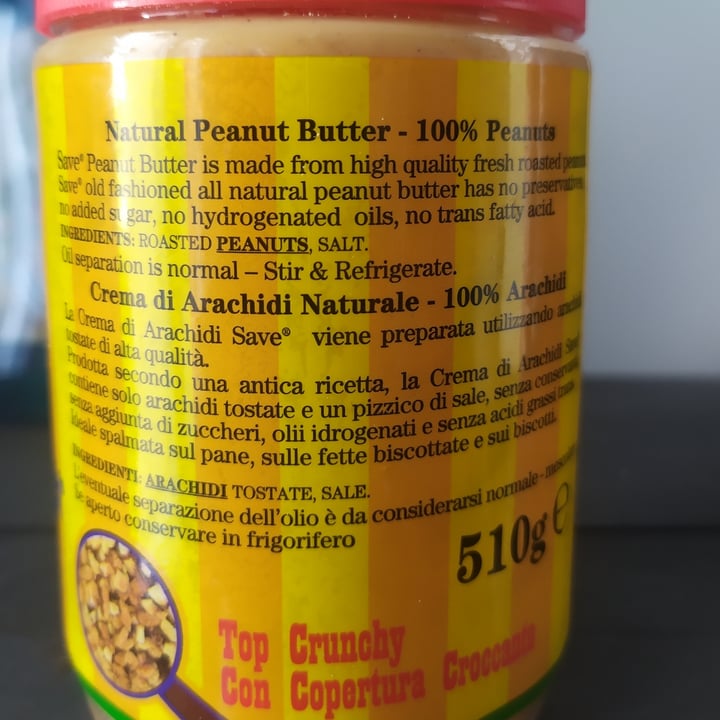 Natural Peanut Butter - 100% Peanuts
Save® Peanut Butter is made from high quality fresh roasted
Save® old fashioned all natural peanut butter has no
no added sugar, no hydrogenated oils, no trans fatty acid.
INGREDIENTS: ROASTED PEANUTS, SALT.
Oil separation is normal – Stir & Refrigerate.
Crema di Arachidi Naturale - 100% Arachidi
La Crema di Arachidi Save® viene preparata utilizzando
tostate di alta qualità.
Prodotta secondo una antica ricetta, la Crema di Arachidi
contiene solo arachidi tostate e un pizzico di sale, senza
senza aggiunta di zuccheri, olii idrogenati e senza acidi grassi trans
Ideale spalmata sul pane, sulle fette biscottate e sui biscotti.
INGREDIENTI: ARACHIDI TOSTATE, SALE.
L'eventuale separazione dell'olio è da considerarsi normale -
Se aperto conservare in frigorifero
510g ℮
Top Crunchy
Con Copertura Croccante